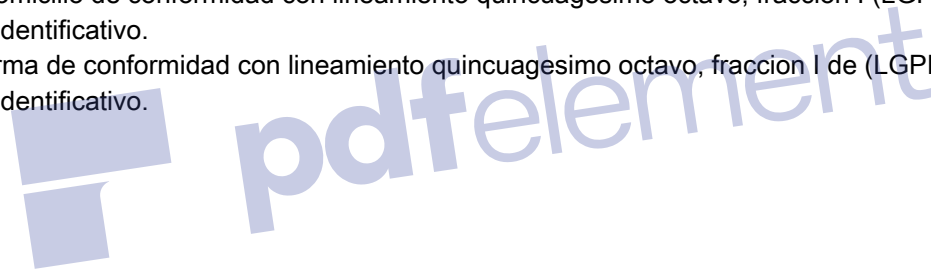 de conformidad con lineamiento quincuagesimo octavo, fraccion I
dentificativo.
rma de conformidad con lineamiento quincuagesimo octavo, fraccion I de (LGP
dentificativo.
pdfelement